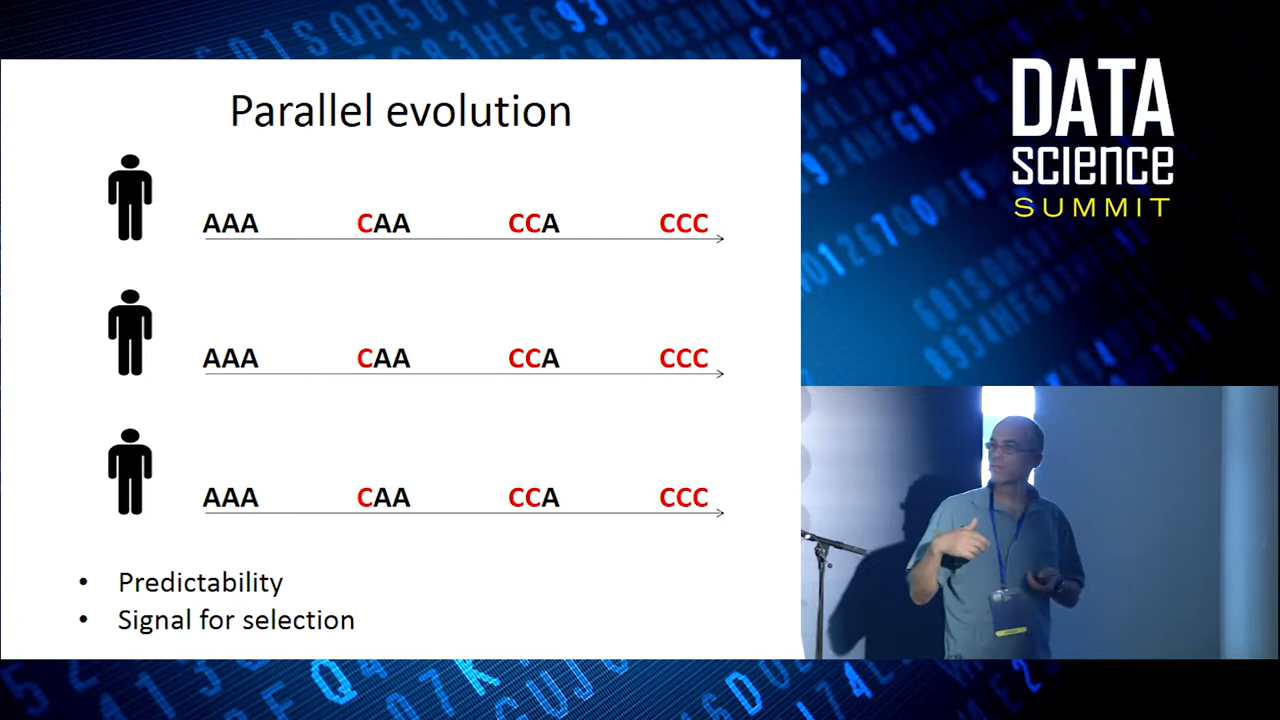 Parallel evolution
AAA CAA CCA CCC
AAA CAA CCA CCC
AAA CAA CCA CCC
• Predictability
• Signal for selection
DATA
SCIENCE
SUMMIT